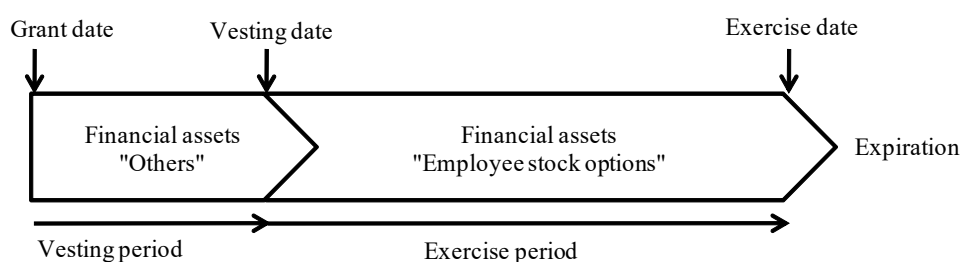 Grant date
Vesting date
Exercise date
Financial assets
"Others"
Financial assets
"Employee stock options"
Expiration
Vesting period
Exercise period